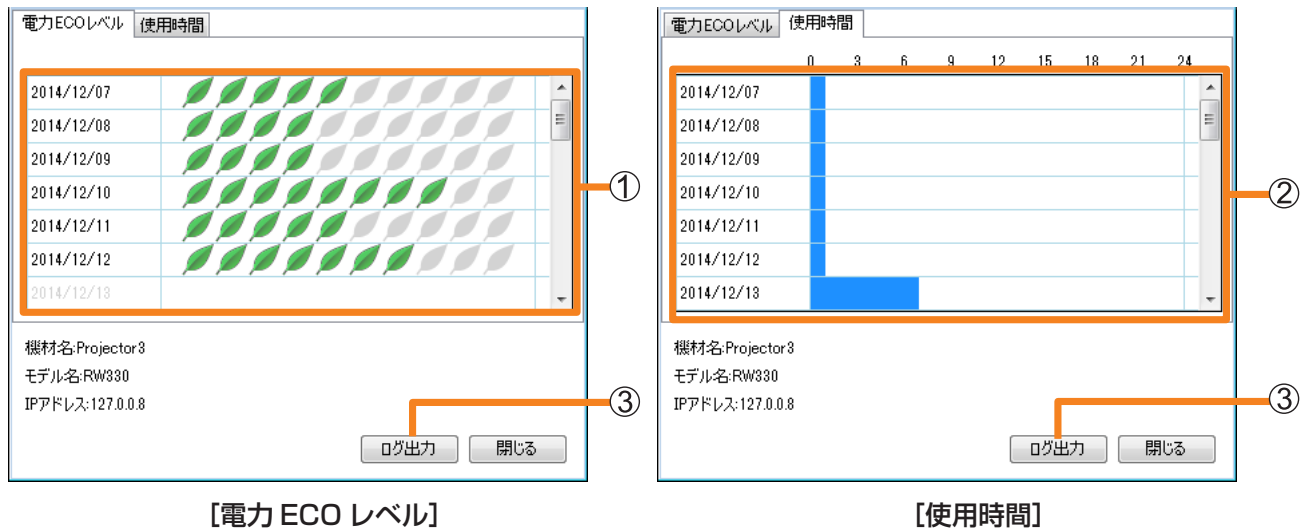 電力ECOレベル 使用時間
2014/12/07
2014/12/08
2014/12/09
2014/12/10
2014/12/11
2014/12/12
2014/12/13
①
機材名:Projector3
モデル名:RW330
IPアドレス:127.0.0.8
③
ログ出力 閉じる
[電力 ECO レベル]
電力ECOレベル 使用時間
0 3 6 9 12 15 18 21 24
2014/12/07
2014/12/08
2014/12/09
2014/12/10
2014/12/11
2014/12/12
2014/12/13
②
機材名:Projector3
モデル名:RW330
IPアドレス:127.0.0.8
③
ログ出力 閉じる
[使用時間]